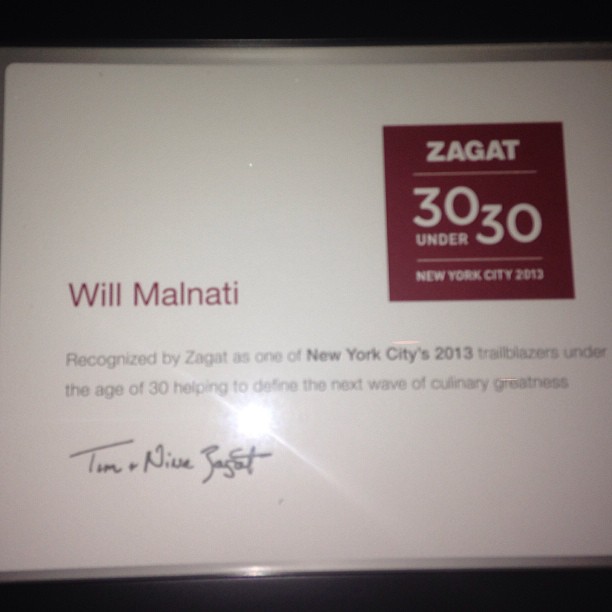 ZAGAT
30 UNDER 30
NEW YORK CITY 2013
Will Malnati
Recognized by Zagat as one of New York City's 2013 trailblazers under
the age of 30 helping to define the next wave of culinary greatness
Tim + Nina Zagat